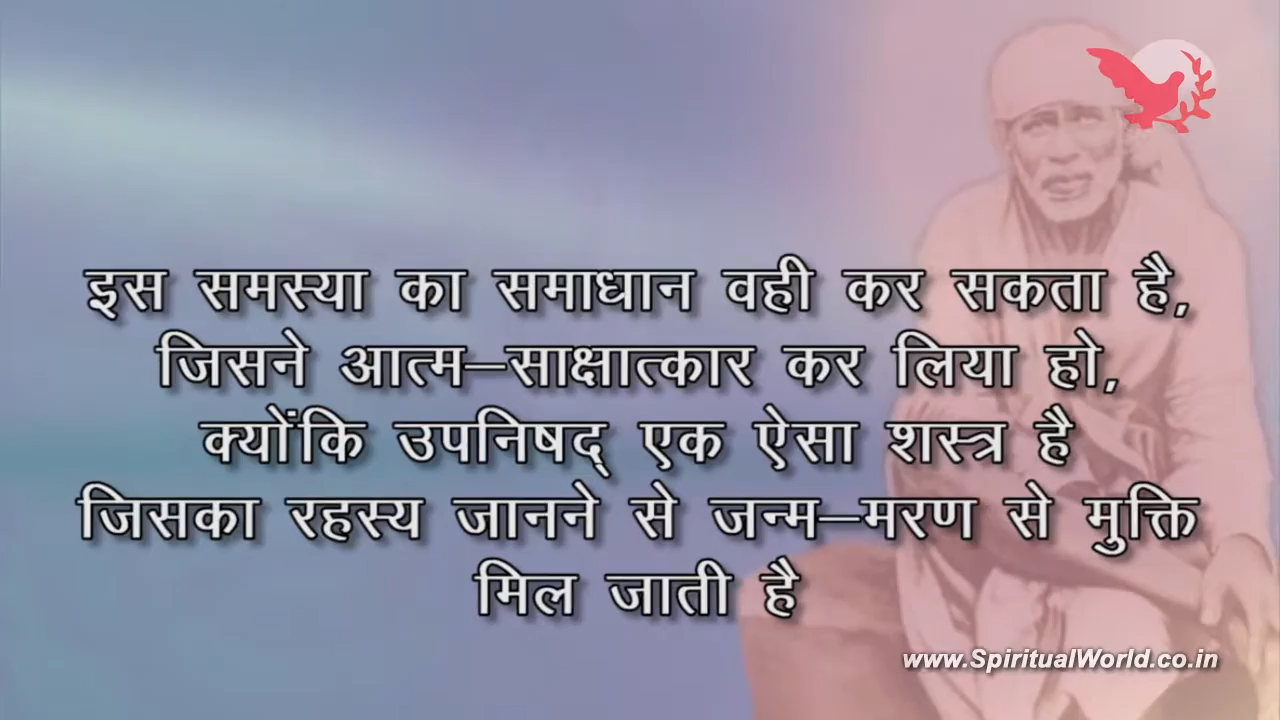 इस समस्या का समाधान वही कर सकता है,
जिसने आत्म-साक्षात्कार कर लिया हो,
क्योंकि उपनिषद् एक ऐसा शस्त्र है
जिसका रहस्य जानने से जन्म-मरण से मुक्ति
मिल जाती है
www.SpiritualWorld.co.in